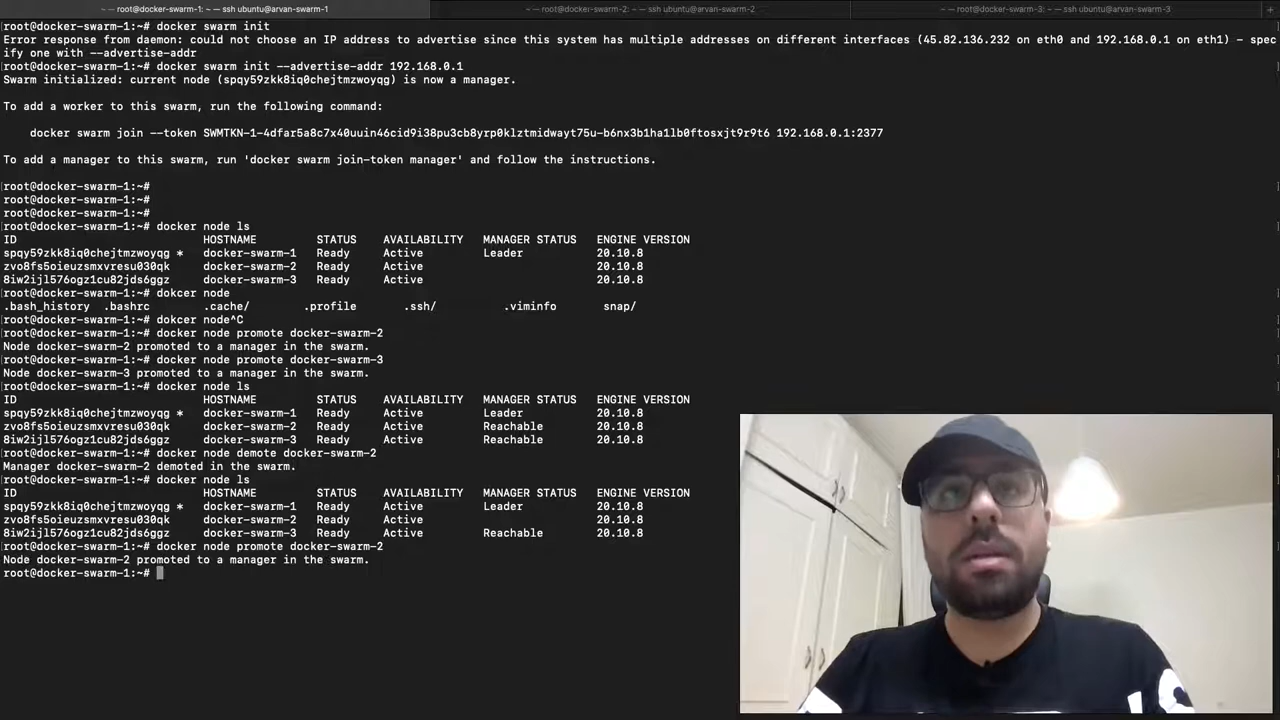 ~ — root@docker-swarm-1: ~ — ssh ubuntu@arvan-swarm-1
~ — root@docker-swarm-2: ~ — ssh ubuntu@arvan-swarm-2
~ — root@docker-swarm-3: ~ — ssh ubuntu@arvan-swarm-3
root@docker-swarm-1:~# docker swarm init
Error response from daemon: could not choose an IP address to advertise since this system has multiple addresses on different interfaces (45.82.136.232 on eth0 and 192.168.0.1 on eth1) - spec
ify one with --advertise-addr
root@docker-swarm-1:~# docker swarm init --advertise-addr 192.168.0.1
Swarm initialized: current node (spqy59zkk8iq0chejtmzwoyqg) is now a manager.
To add a worker to this swarm, run the following command:
docker swarm join --token SWMTKN-1-4dfar5a8c7x40uuin46cid9i38pu3cb8yrp0klztmidwayt75u-b6nx3b1ha1lb0ftosxjt9r9t6 192.168.0.1:2377
To add a manager to this swarm, run 'docker swarm join-token manager' and follow the instructions.
root@docker-swarm-1:~#
root@docker-swarm-1:~#
root@docker-swarm-1:~#
root@docker-swarm-1:~# docker node ls
ID HOSTNAME STATUS AVAILABILITY MANAGER STATUS ENGINE VERSION
spqy59zkk8iq0chejtmzwoyqg * docker-swarm-1 Ready Active Leader 20.10.8
zvo8fs5oieuzsmxvresu030qk docker-swarm-2 Ready Active 20.10.8
8iw2ijl576ogz1cu82jds6ggz docker-swarm-3 Ready Active 20.10.8
root@docker-swarm-1:~# dokcer node
.bash_history .bashrc .cache/ .profile .ssh/ .viminfo snap/
root@docker-swarm-1:~# dokcer node^C
root@docker-swarm-1:~# docker node promote docker-swarm-2
Node docker-swarm-2 promoted to a manager in the swarm.
root@docker-swarm-1:~# docker node promote docker-swarm-3
Node docker-swarm-3 promoted to a manager in the swarm.
root@docker-swarm-1:~# docker node ls
ID HOSTNAME STATUS AVAILABILITY MANAGER STATUS ENGINE VERSION
spqy59zkk8iq0chejtmzwoyqg * docker-swarm-1 Ready Active Leader 20.10.8
zvo8fs5oieuzsmxvresu030qk docker-swarm-2 Ready Active Reachable 20.10.8
8iw2ijl576ogz1cu82jds6ggz docker-swarm-3 Ready Active Reachable 20.10.8
root@docker-swarm-1:~# docker node demote docker-swarm-2
Manager docker-swarm-2 demoted in the swarm.
root@docker-swarm-1:~# docker node ls
ID HOSTNAME STATUS AVAILABILITY MANAGER STATUS ENGINE VERSION
spqy59zkk8iq0chejtmzwoyqg * docker-swarm-1 Ready Active Leader 20.10.8
zvo8fs5oieuzsmxvresu030qk docker-swarm-2 Ready Active 20.10.8
8iw2ijl576ogz1cu82jds6ggz docker-swarm-3 Ready Active Reachable 20.10.8
root@docker-swarm-1:~# docker node promote docker-swarm-2
Node docker-swarm-2 promoted to a manager in the swarm.
root@docker-swarm-1:~#